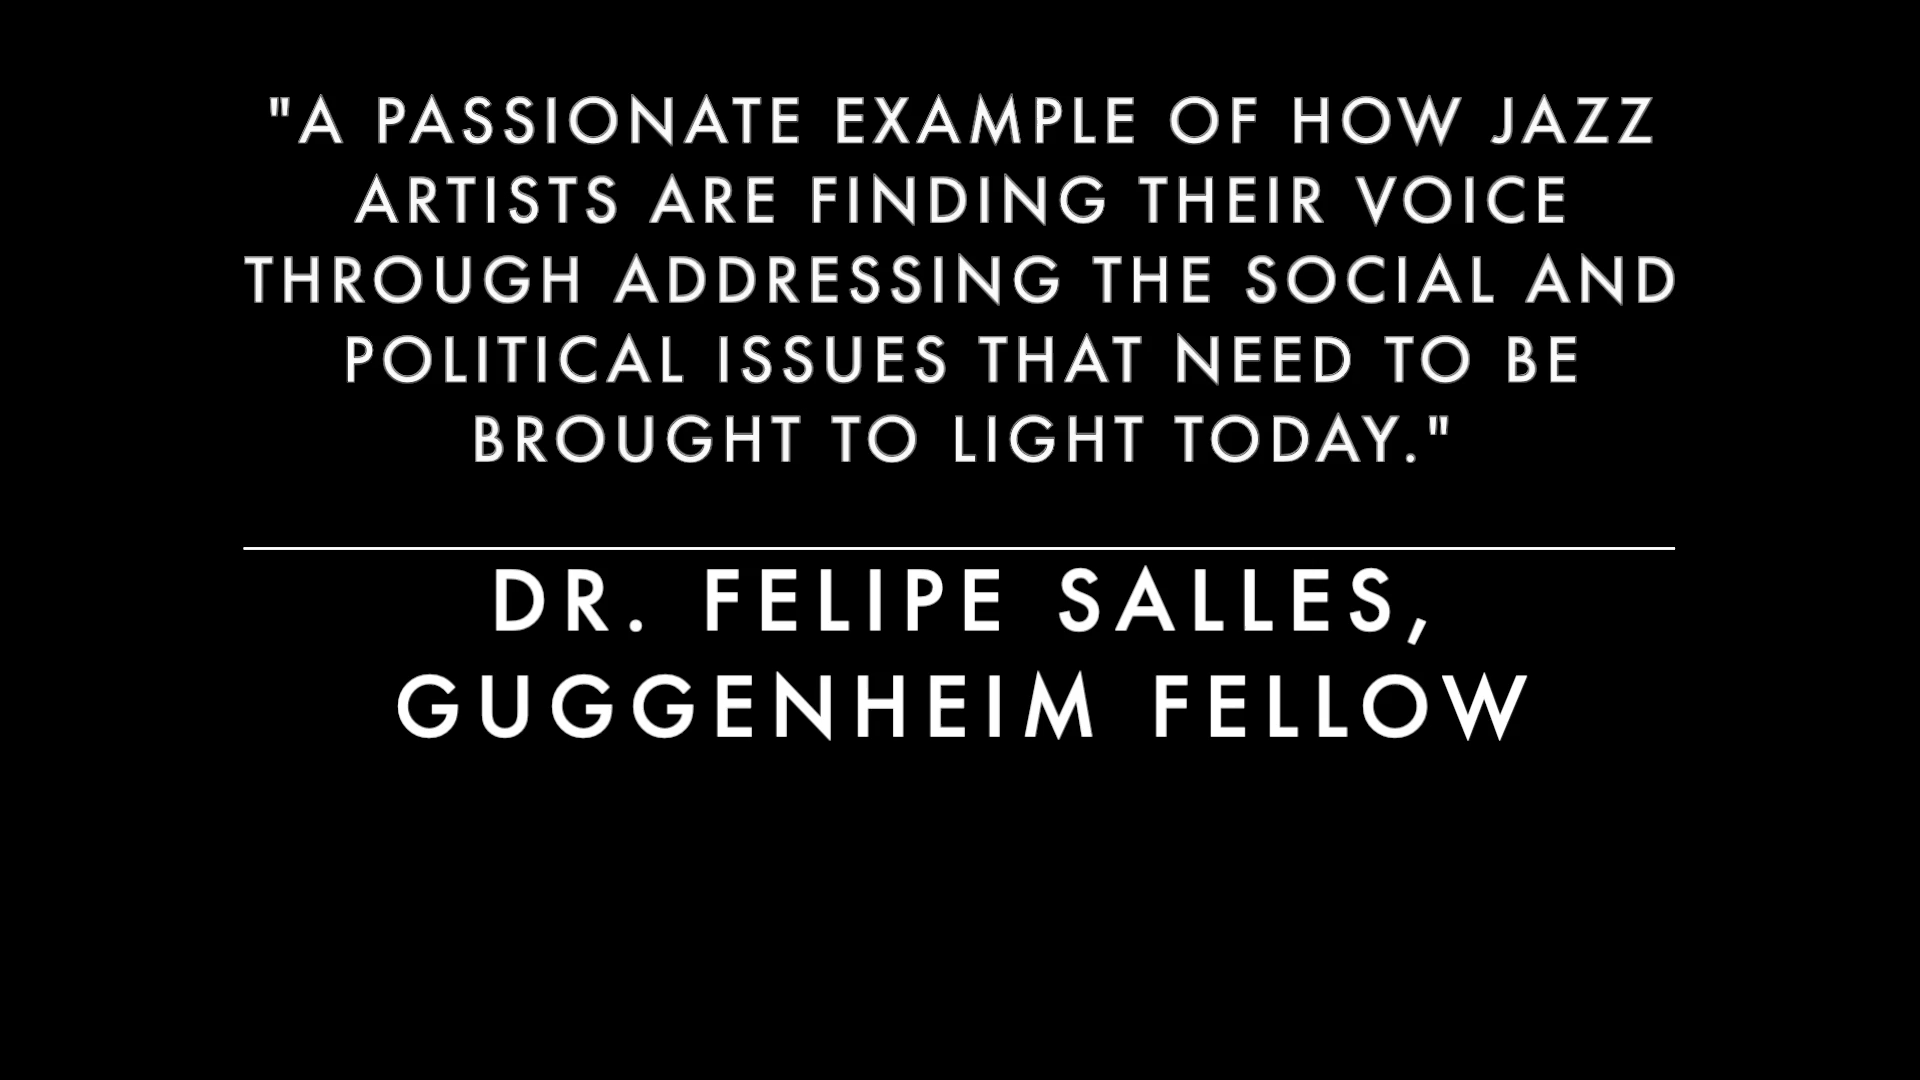 "A PASSIONATE EXAMPLE OF HOW JAZZ
ARTISTS ARE FINDING THEIR VOICE
THROUGH ADDRESSING THE SOCIAL AND
POLITICAL ISSUES THAT NEED TO BE
BROUGHT TO LIGHT TODAY."
DR. FELIPE SALLES,
GUGGENHEIM FELLOW